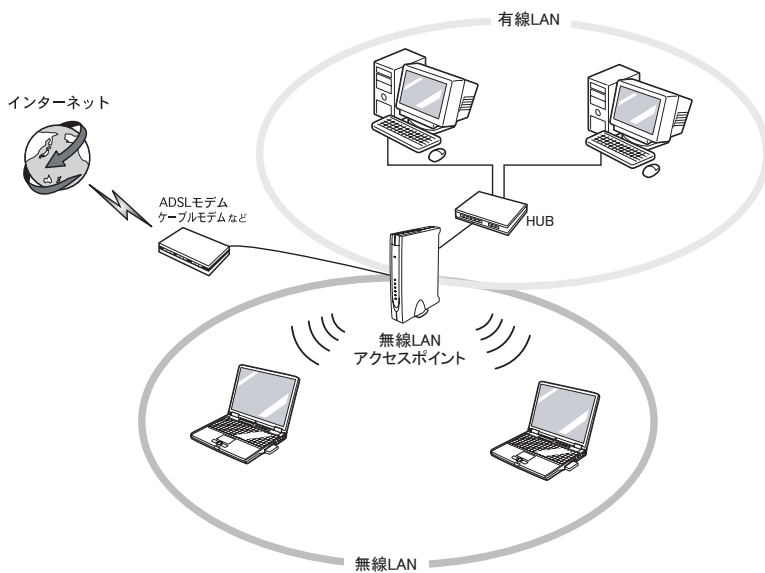 有線LAN
インターネット
ADSLモデム
ケーブルモデムなど
HUB
無線LAN
アクセスポイント
無線LAN